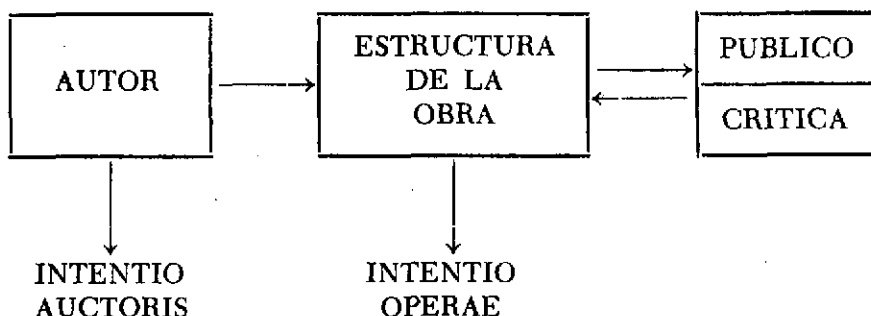 AUTOR
ESTRUCTURA
DE LA
OBRA
PUBLICO
CRITICA
INTENTIO
AUCTORIS
INTENTIO
OPERAE